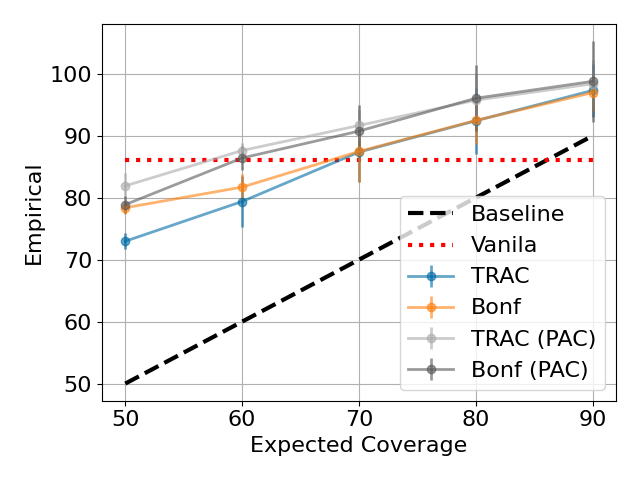 100
90
80
70
60
50
Empirical
50 60 70 80 90
Expected Coverage
Baseline
Vanila
TRAC
Bonf
TRAC (PAC)
Bonf (PAC)